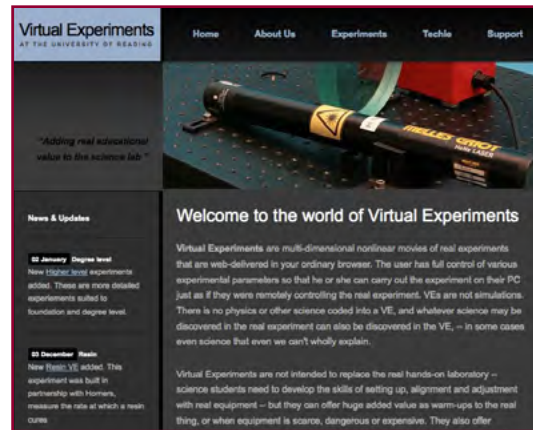 Virtual Experiments
AT THE UNIVERSITY OF READING
Home About Us Experiments Techie Support
"Adding real educational
value to the science lab "
MELLES GRIOT
HeNe LASER
News & Updates
02 January Degree level
New Higher level experiments
added. These are more detailed
experiements suited to
foundation and degree level.
03 December Resin
New Resin VE added. This
experiment was built in
partnership with Homers,
measure the rate at which a resin
cures
Welcome to the world of Virtual Experiments
Virtual Experiments are multi-dimensional nonlinear movies of real experiments
that are web-delivered in your ordinary browser. The user has full control of various
experimental parameters so that he or she can carry out the experiment on their PC
just as if they were remotely controlling the real experiment. VEs are not simulations.
There is no physics or other science coded into a VE, and whatever science may be
discovered in the real experiment can also be discovered in the VE, -- in some cases
even science that even we can't wholly explain.
Virtual Experiments are not intended to replace the real hands-on laboratory --
science students need to develop the skills of setting up, alignment and adjustment
with real equipment -- but they can offer huge added value as warm-ups to the real
thing, or when equipment is scarce, dangerous or expensive. They also offer